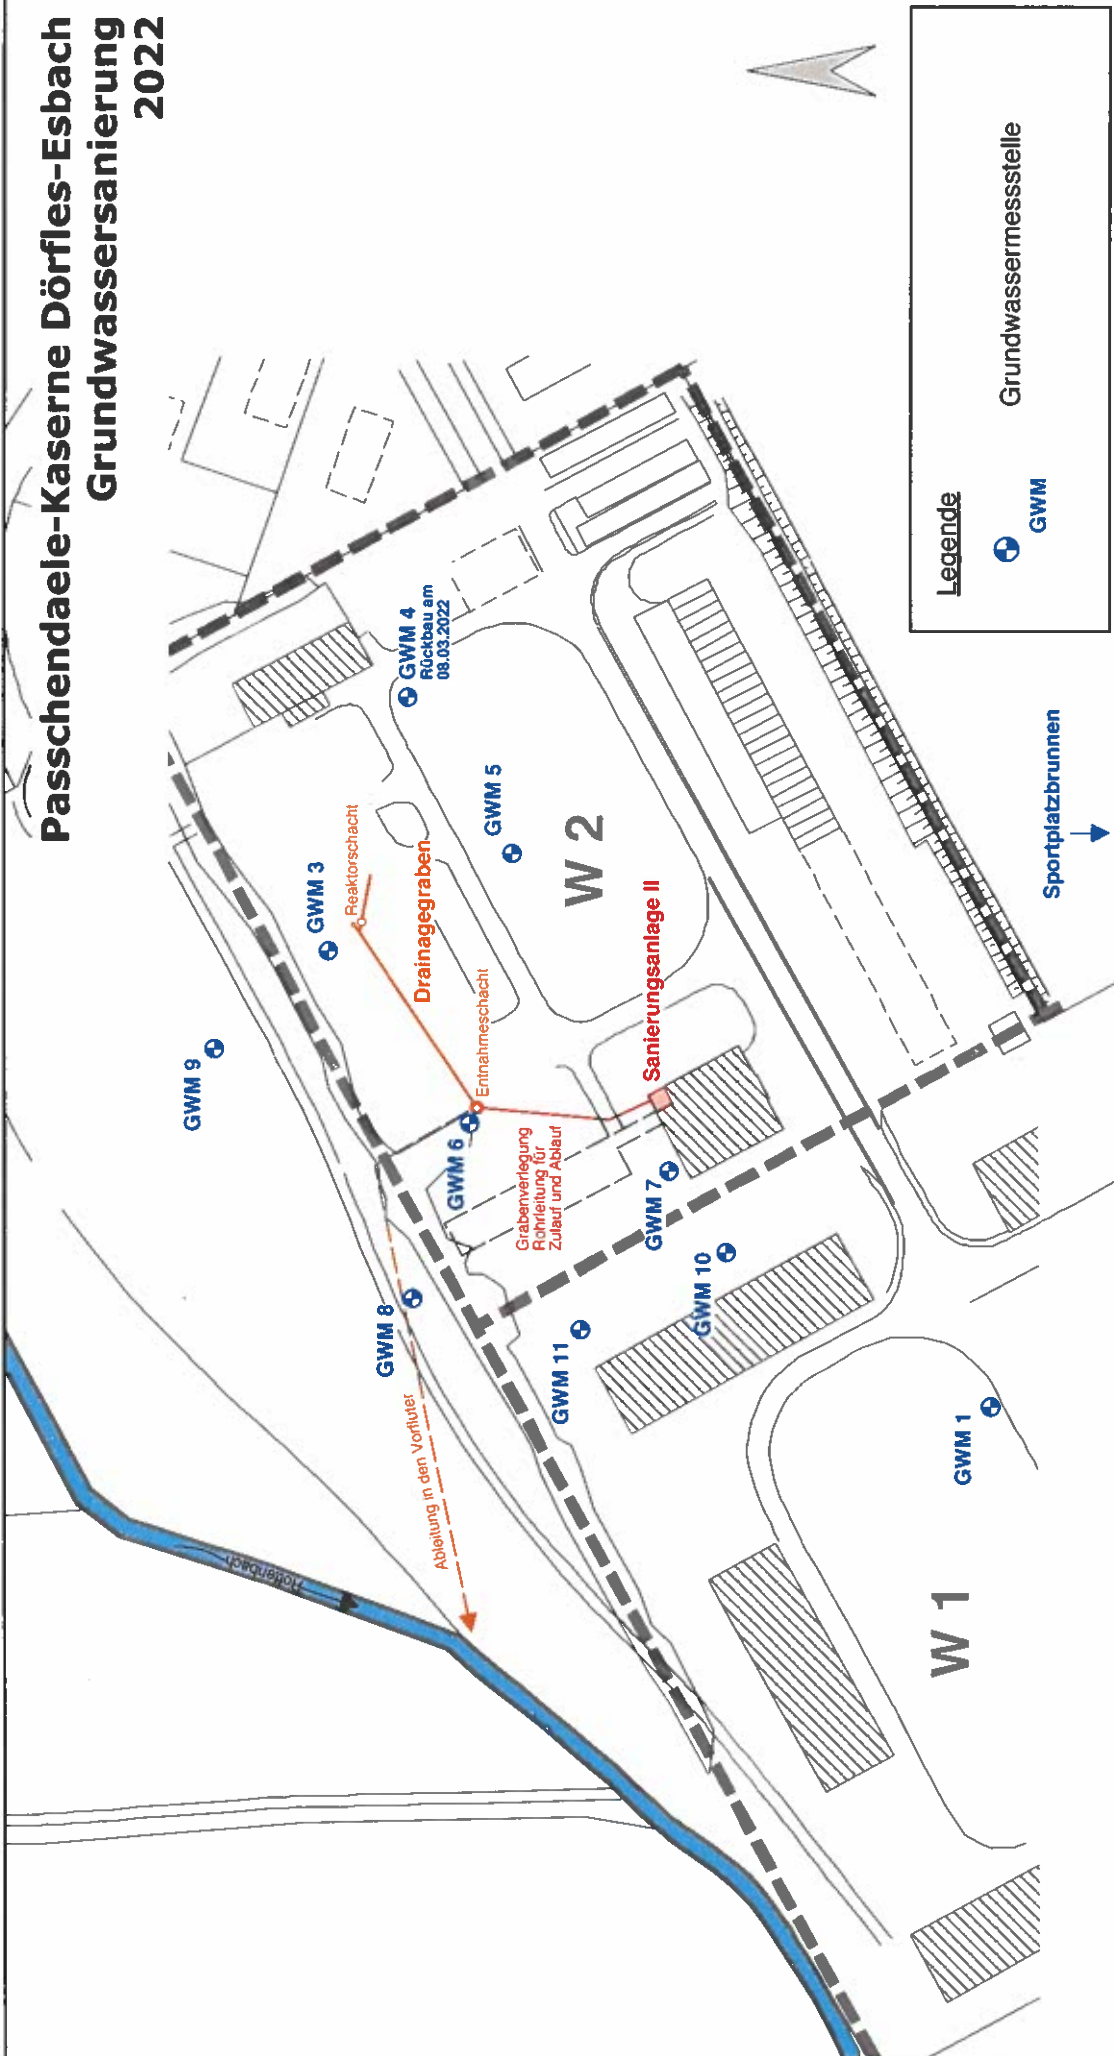 Passchendaele-Kaserne Dörfles-Esbach
Grundwassersanierung
2022
GWM 9
GWM 3
Reaktorschacht
GWM 4
Rückbau am
08.03.2022
Drainagegraben
GWM 5
W 2
Entnahmeschacht
GWM 6
Grabenverlegung
Rohrleitung für
Zulauf und Ablauf
Sanierungsanlage II
GWM 7
GWM 8
Ableitung in den Vorfluter
GWM 10
GWM 11
GWM 1
W 1
Rottenbach
Sportplatzbrunnen
Legende
GWM
Grundwassermessstelle